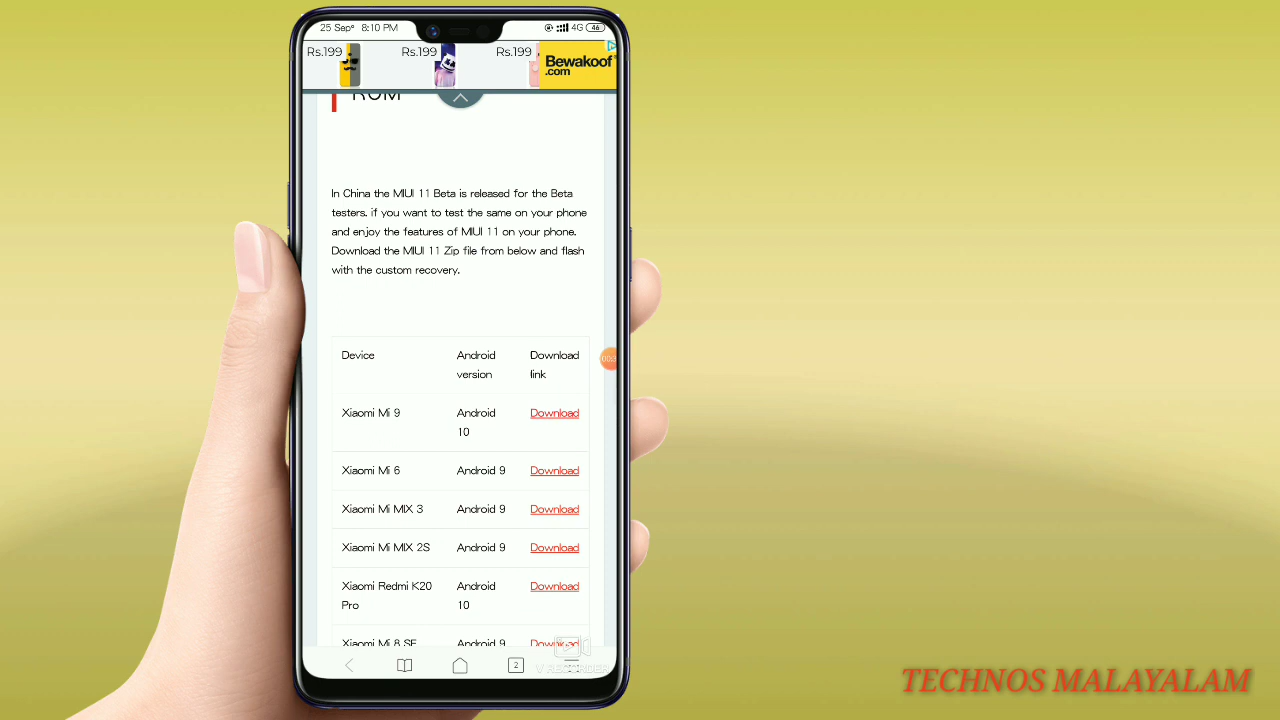 25 Sep° 8:10 PM 4G 46
Rs.199 Rs.199 Rs.199 Bewakoof
.com
ROM
In China the MIUI 11 Beta is released for the Beta
testers. if you want to test the same on your phone
and enjoy the features of MIUI 11 on your phone.
Download the MIUI 11 Zip file from below and flash
with the custom recovery.
Device Android version Download link
Xiaomi Mi 9 Android 10 Download
Xiaomi Mi 6 Android 9 Download
Xiaomi Mi MIX 3 Android 9 Download
Xiaomi Mi MIX 2S Android 9 Download
Xiaomi Redmi K20 Pro Android 10 Download
Xiaomi Mi 8 SE Android 9 Download
2
V RECORDER
TECHNOS MALAYALAM